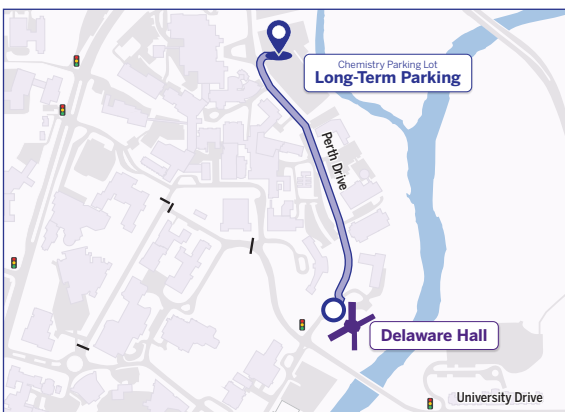 Chemistry Parking Lot
Long-Term Parking
Perth Drive
Delaware Hall
University Drive